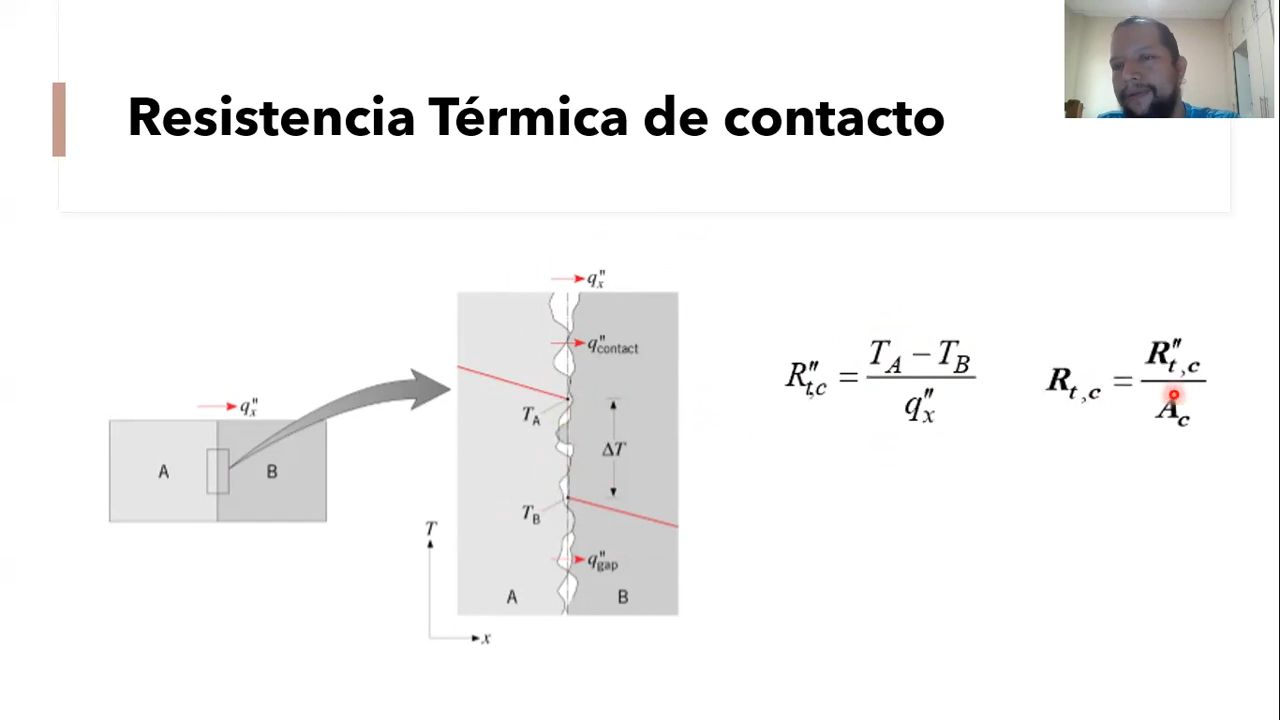 Resistencia Térmica de contacto
q"x
A
B
q"x
q"contact
TA
ΔT
TB
q"gap
A
B
T
x
R"t,c = TA − TB / q"x
Rt,c = R"t,c / Ac